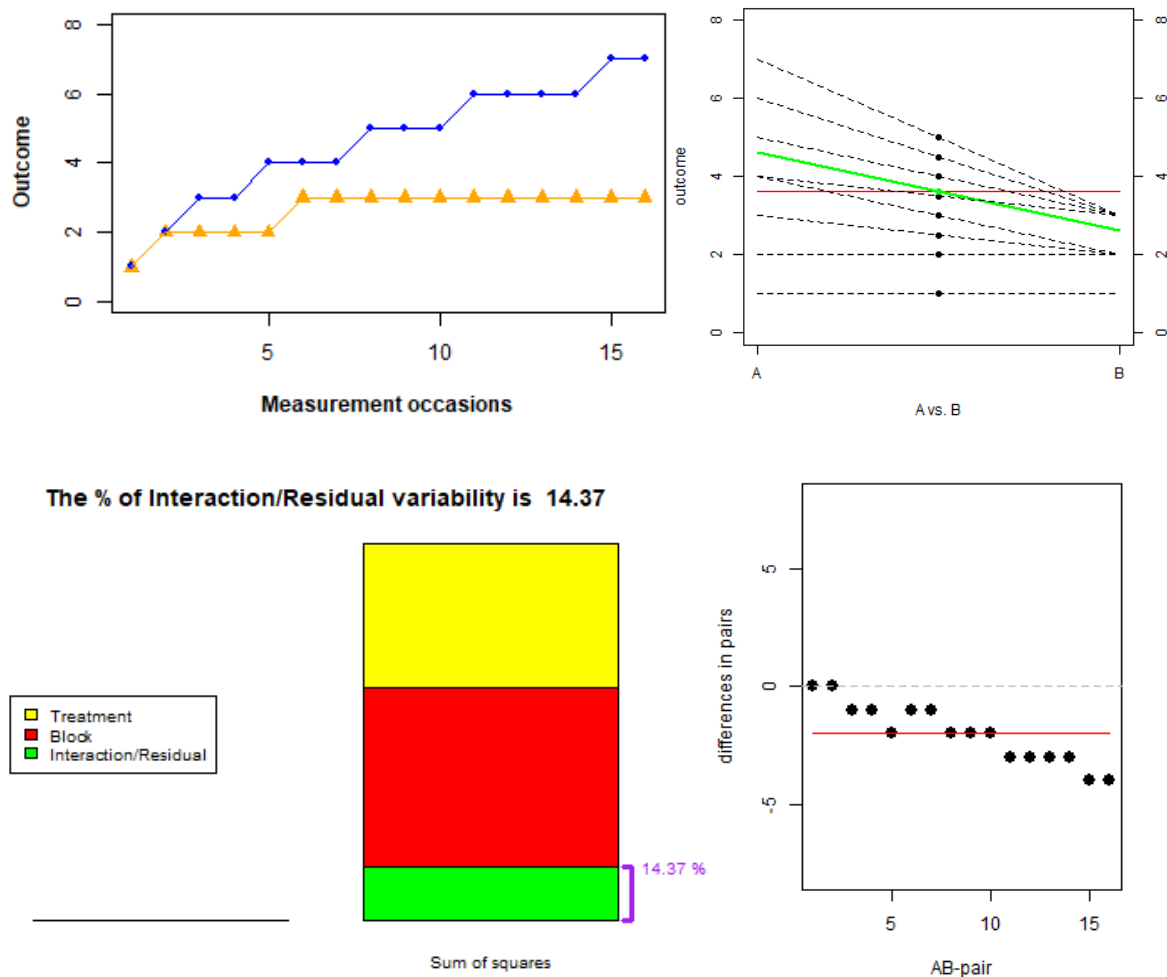 8
6
4
2
0
Outcome
5
10
15
Measurement occasions
8
6
4
2
0
outcome
8
6
4
2
0
A
B
A vs. B
The % of Interaction/Residual variability is 14.37
Treatment
Block
Interaction/Residual
14.37 %
Sum of squares
5
0
-5
differences in pairs
5
10
15
AB-pair